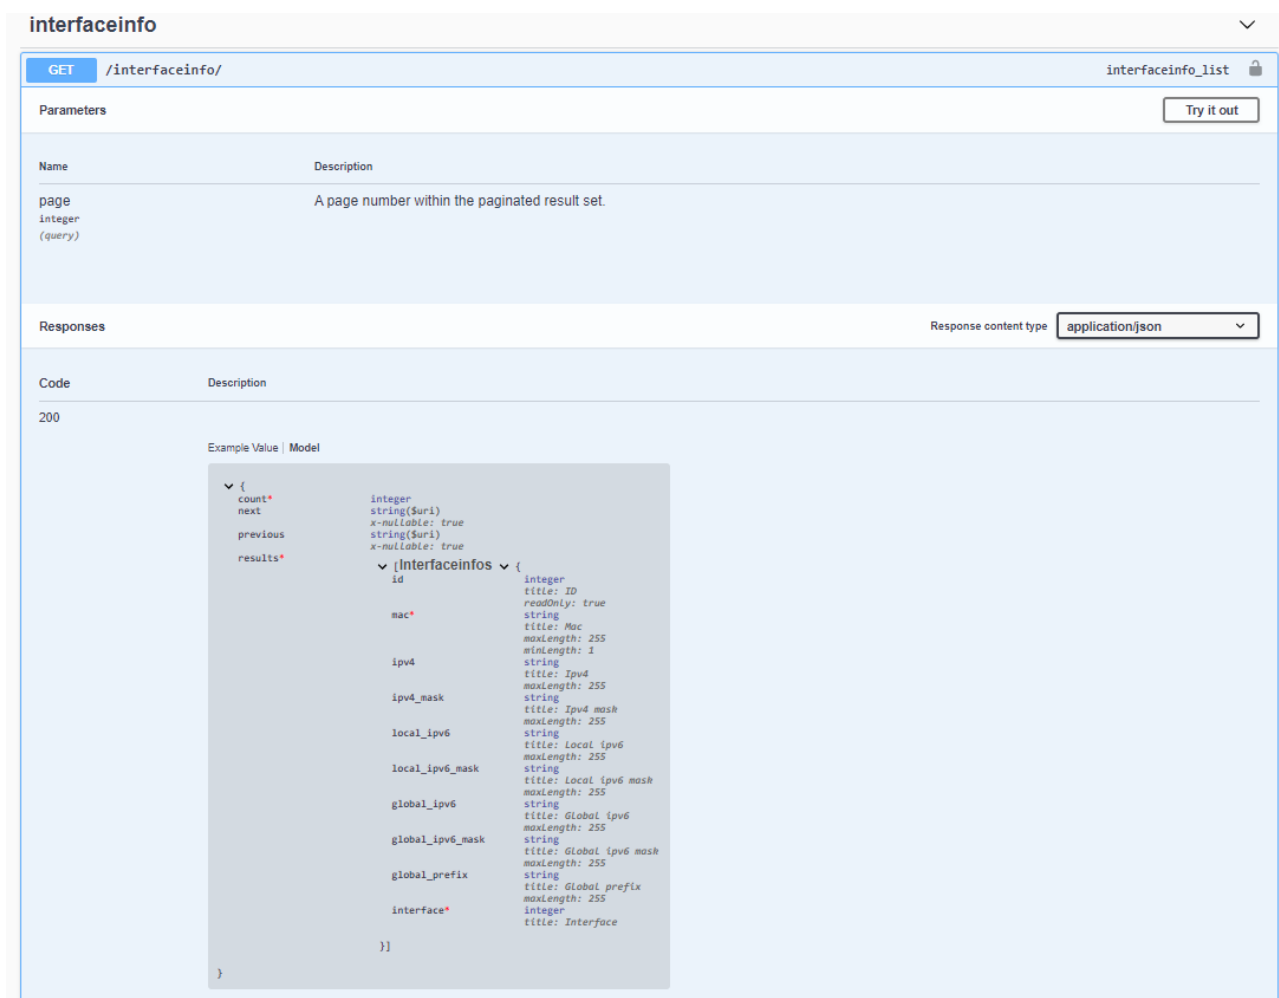 interfaceinfo
GET /interfaceinfo/ interfaceinfo_list
Parameters Try it out
Name Description
page A page number within the paginated result set.
integer
(query)
Responses Response content type application/json
Code Description
200
Example Value | Model
{
count* integer
next string($uri)
x-nullable: true
previous string($uri)
x-nullable: true
results*
[Interfaceinfos {
id integer
title: ID
readOnly: true
mac* string
title: Mac
maxLength: 255
minLength: 1
ipv4 string
title: Ipv4
maxLength: 255
ipv4_mask string
title: Ipv4 mask
maxLength: 255
local_ipv6 string
title: Local ipv6
maxLength: 255
local_ipv6_mask string
title: Local ipv6 mask
maxLength: 255
global_ipv6 string
title: Global ipv6
maxLength: 255
global_ipv6_mask string
title: Global ipv6 mask
maxLength: 255
global_prefix string
title: Global prefix
maxLength: 255
interface* integer
title: Interface
}]
}